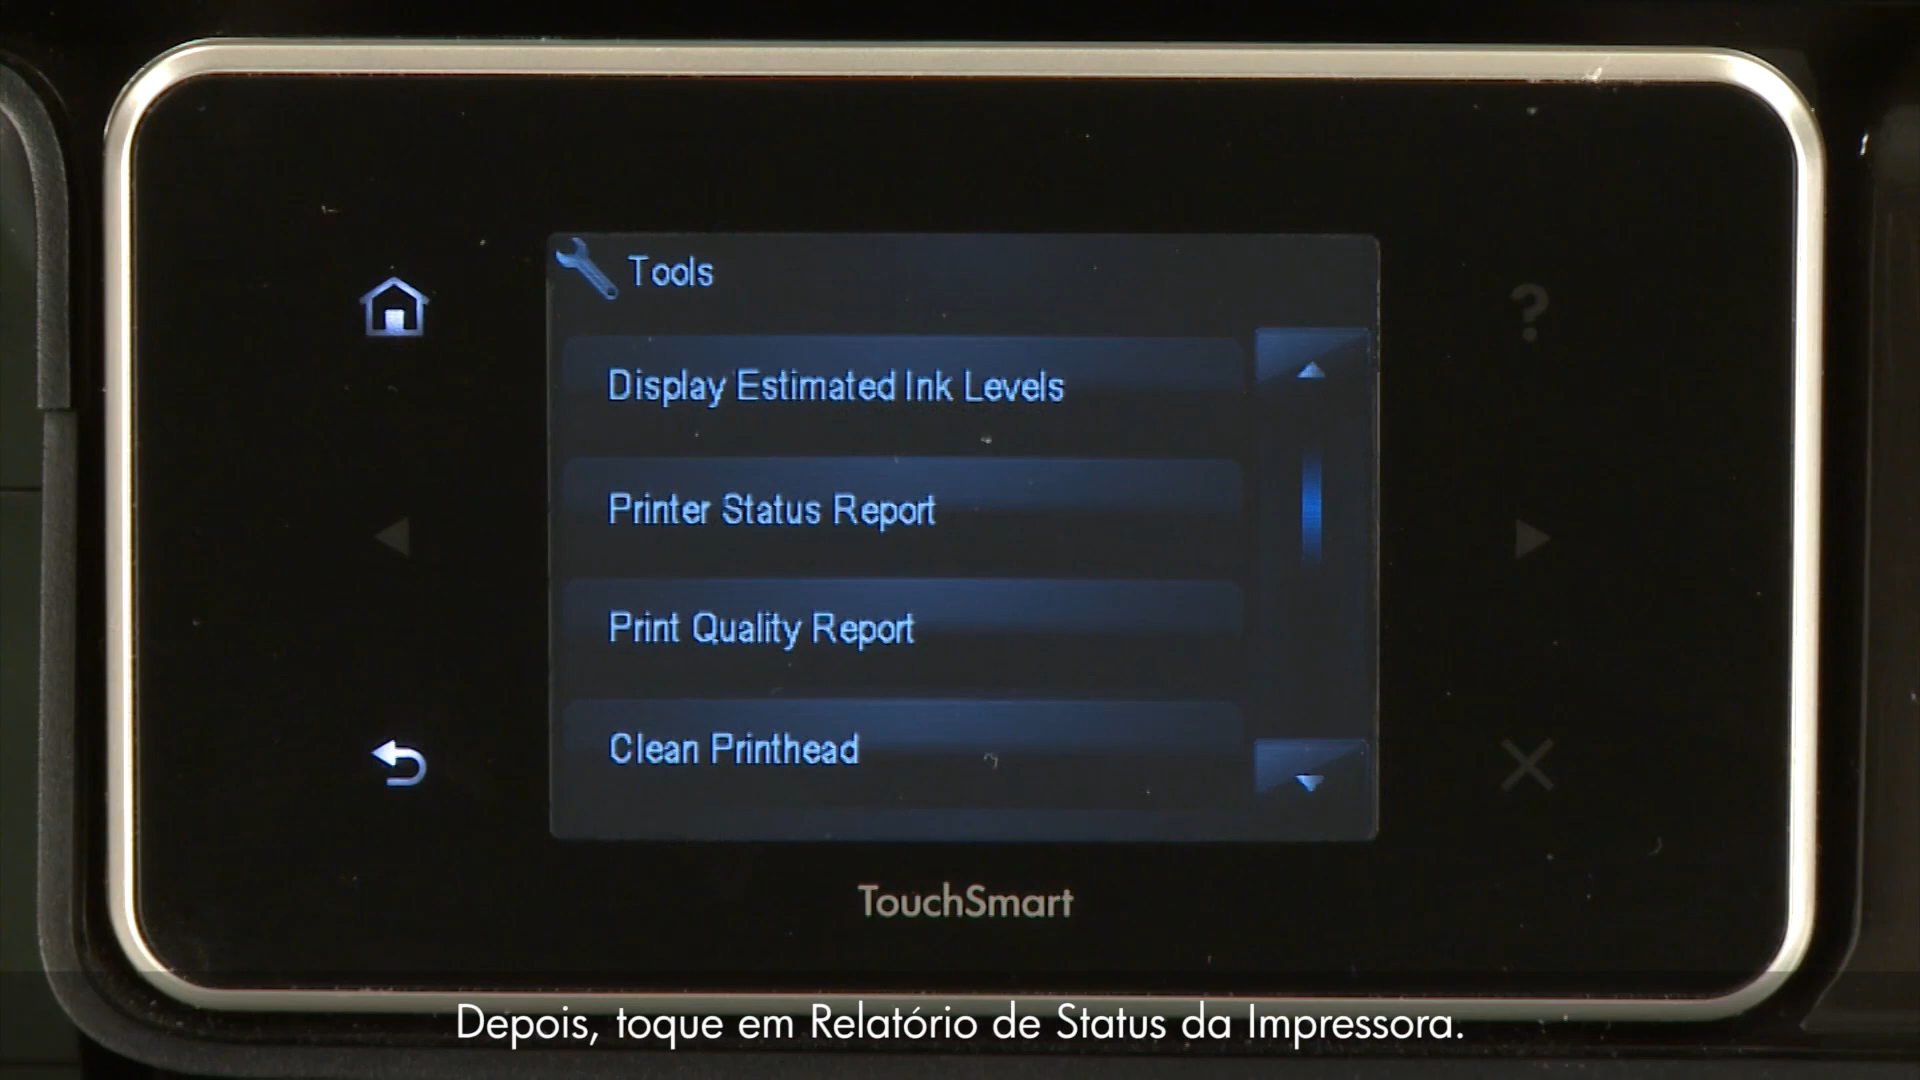 Tools
Display Estimated Ink Levels
Printer Status Report
Print Quality Report
Clean Printhead
?
TouchSmart
Depois, toque em Relatório de Status da Impressora.